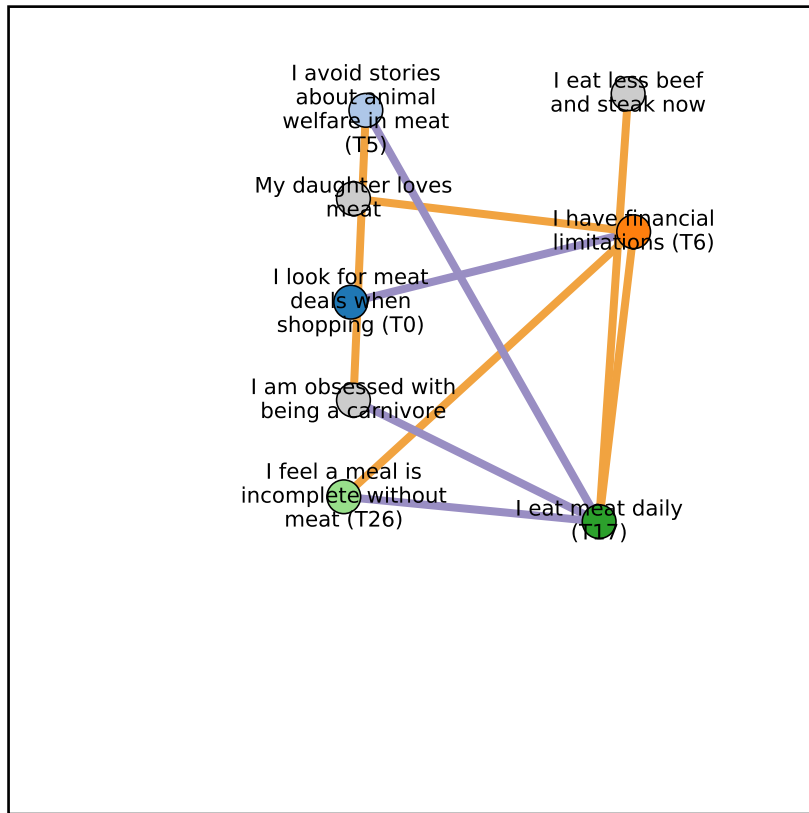 I avoid stories
about animal
welfare in meat
(T5)
I eat less beef
and steak now
My daughter loves
meat
I have financial
limitations (T6)
I look for meat
deals when
shopping (T0)
I am obsessed with
being a carnivore
I feel a meal is
incomplete without
meat (T26)
I eat meat daily
(T17)